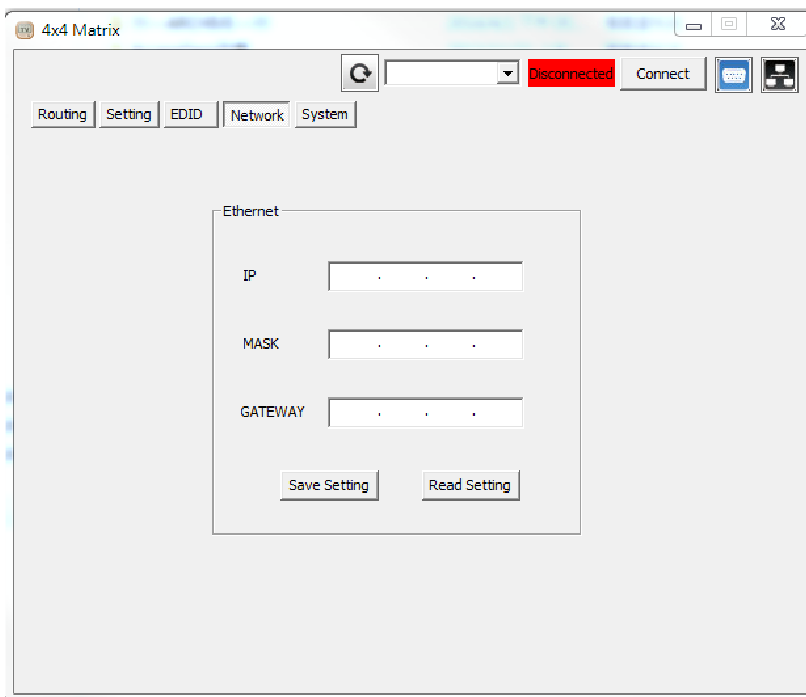 4x4 Matrix
Disconnected Connect
Routing Setting EDID Network System
Ethernet
IP . . .
MASK . . .
GATEWAY . . .
Save Setting Read Setting